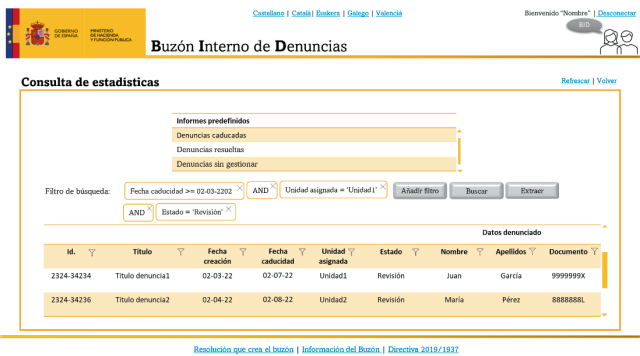 Castellano | Català| Euskera | Galego | Valencià
Bienvenido "Nombre" | Desconectar
BID
GOBIERNO DE ESPAÑA
MINISTERIO DE HACIENDA Y FUNCIÓN PÚBLICA
Buzón Interno de Denuncias
Consulta de estadísticas
Refrescar | Volver
Informes predefinidos
Denuncias caducadas
Denuncias resueltas
Denuncias sin gestionar
Filtro de búsqueda: Fecha caducidad >= 02-03-2202 × AND × Unidad asignada = 'Unidad1' × Añadir filtro Buscar Extraer
AND × Estado = 'Revisión' ×
Datos denunciado
Id. Título Fecha creación Fecha caducidad Unidad asignada Estado Nombre Apellidos Documento
2324-34234 Titulo denuncia1 02-03-22 02-07-22 Unidad1 Revisión Juan García 9999999X
2324-34236 Titulo denuncia2 02-04-22 02-08-22 Unidad2 Revisión María Pérez 8888888L
Resolución que crea el buzón | Información del Buzón | Directiva 2019/1937